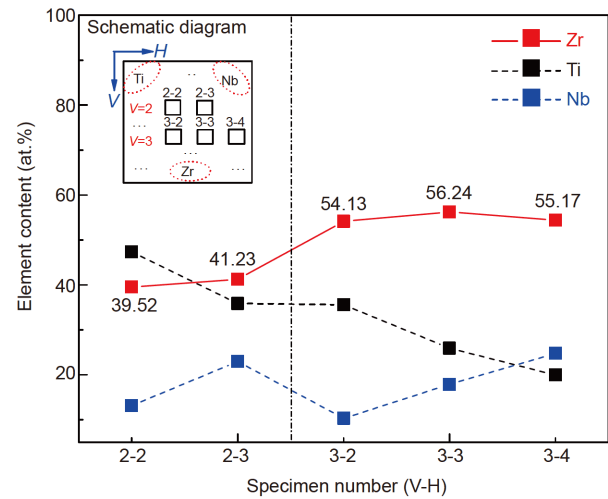 Schematic diagram
H
V
Ti
..
Nb
2-2 2-3
V=2
...
3-2 3-3 3-4
V=3
...
... Zr ...
Zr
Ti
Nb
100
80
60
40
20
Element content (at.%)
39.52
41.23
54.13
56.24
55.17
2-2 2-3 3-2 3-3 3-4
Specimen number (V-H)